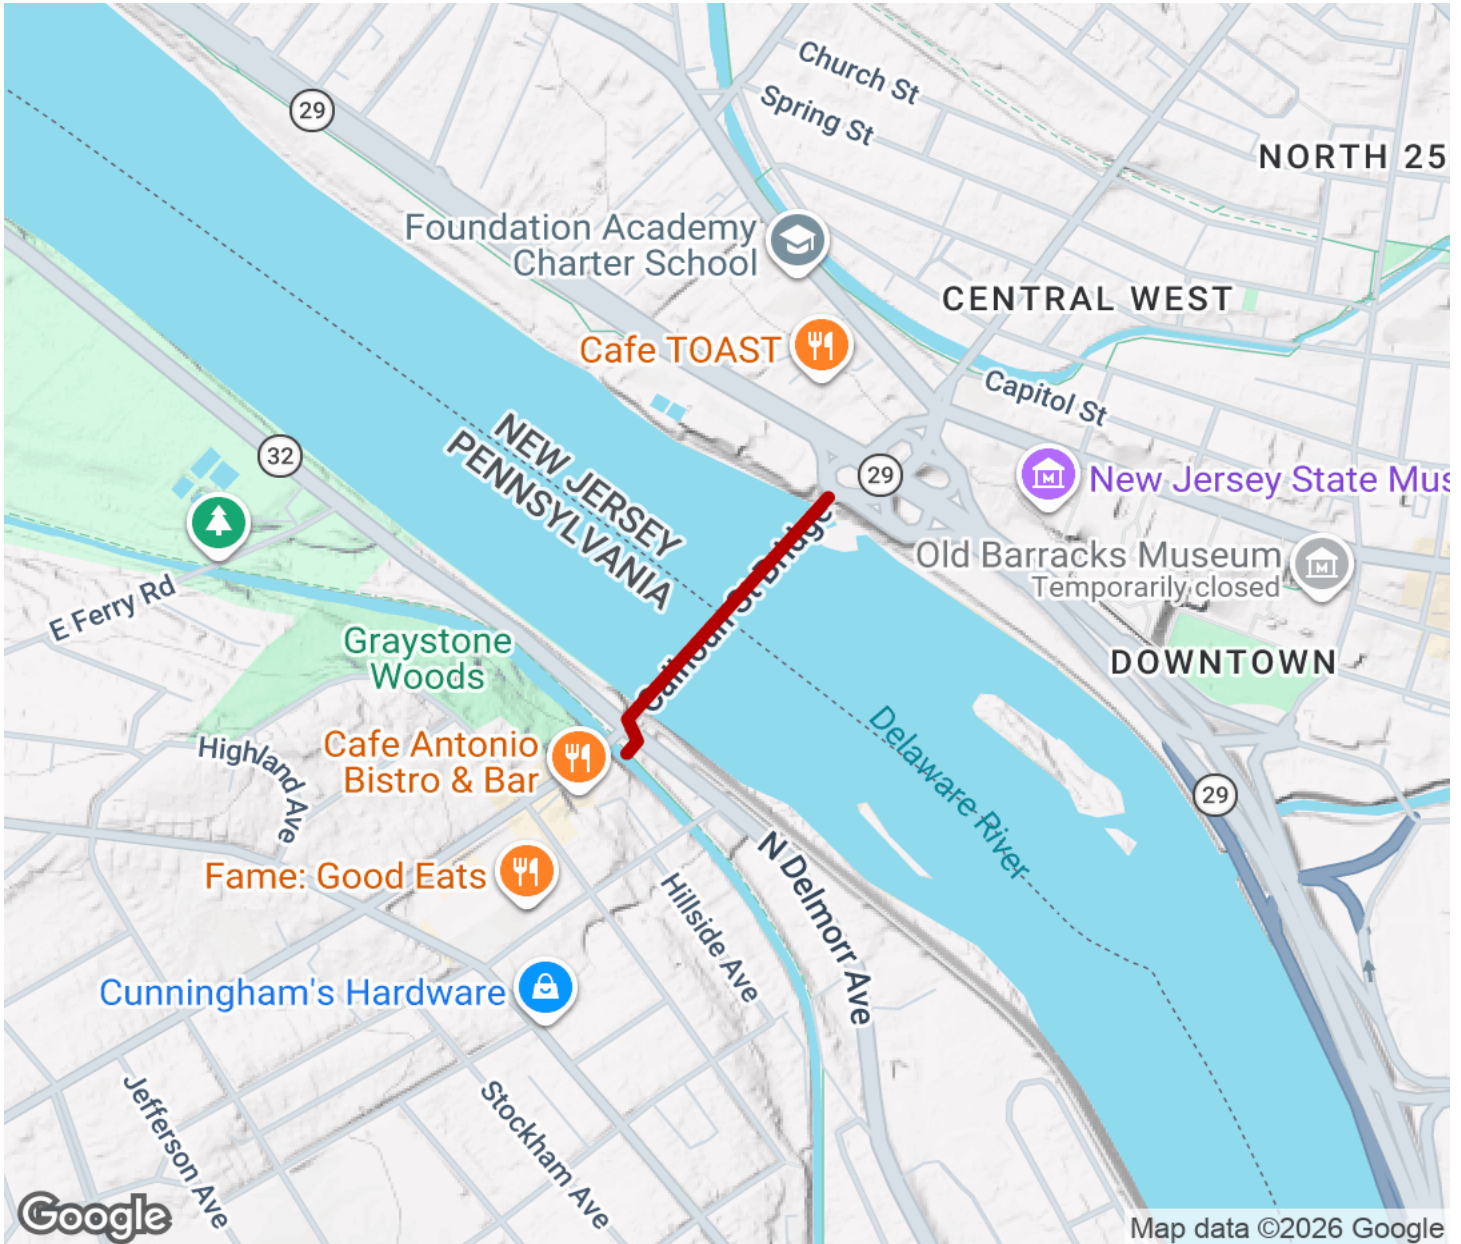 Church St
Spring St
29
NORTH 25
Foundation Academy
Charter School
CENTRAL WEST
Cafe TOAST
Capitol St
NEW JERSEY
PENNSYLVANIA
32
29
New Jersey State Mus
Calhoun St Bridge
Old Barracks Museum
Temporarily closed
E Ferry Rd
Graystone
Woods
DOWNTOWN
Highland Ave
Cafe Antonio
Bistro & Bar
Delaware River
29
Fame: Good Eats
N Delmorr Ave
Hillside Ave
Cunningham's Hardware
Jefferson Ave
Stockham Ave
Google
Map data ©2026 Google